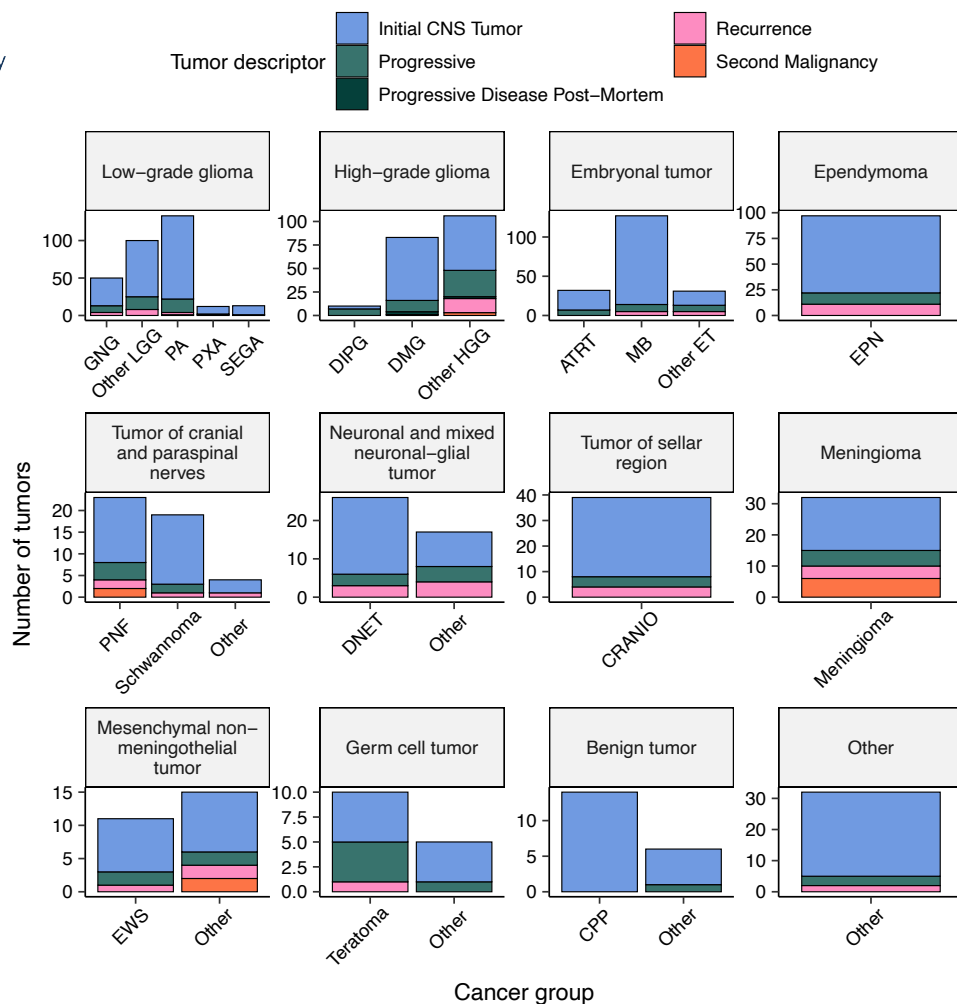 y
Tumor descriptor
Initial CNS Tumor
Progressive
Progressive Disease Post−Mortem
Recurrence
Second Malignancy
Low−grade glioma
High−grade glioma
Embryonal tumor
Ependymoma
100
50
0
GNG
Other LGG
PA
PXA
SEGA
100
75
50
25
0
DIPG
DMG
Other HGG
100
50
0
ATRT
MB
Other ET
100
75
50
25
0
EPN
Number of tumors
Tumor of cranial
and paraspinal
nerves
Neuronal and mixed
neuronal−glial
tumor
Tumor of sellar
region
Meningioma
20
15
10
5
0
PNF
Schwannoma
Other
20
10
0
DNET
Other
40
30
20
10
0
CRANIO
30
20
10
0
Meningioma
Mesenchymal non−
meningothelial
tumor
Germ cell tumor
Benign tumor
Other
15
10
5
0
EWS
Other
10.0
7.5
5.0
2.5
0.0
Teratoma
Other
10
5
0
CPP
Other
30
20
10
0
Other
Cancer group